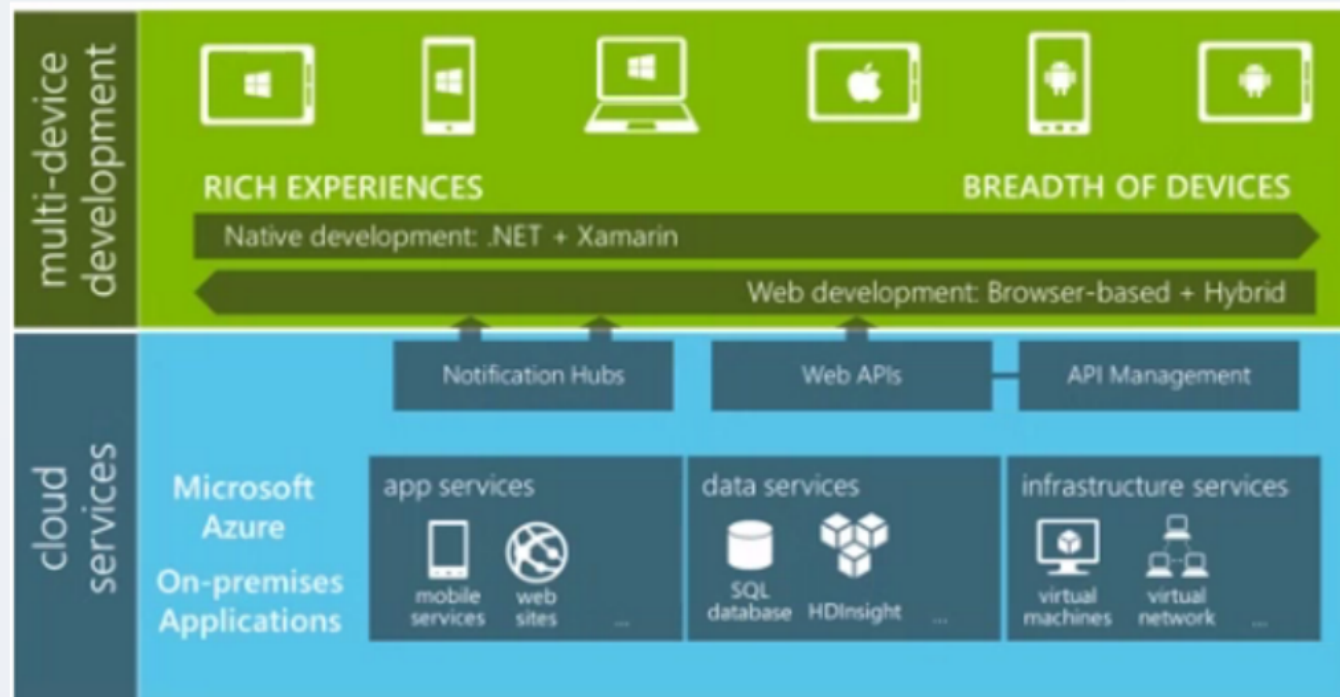 multi-device
development
RICH EXPERIENCES
BREADTH OF DEVICES
Native development: .NET + Xamarin
Web development: Browser-based + Hybrid
cloud
services
Notification Hubs
Web APIs
API Management
Microsoft
Azure
On-premises
Applications
app services
mobile
services
web
sites
...
data services
SQL
database
HDInsight
...
infrastructure services
virtual
machines
virtual
network
...